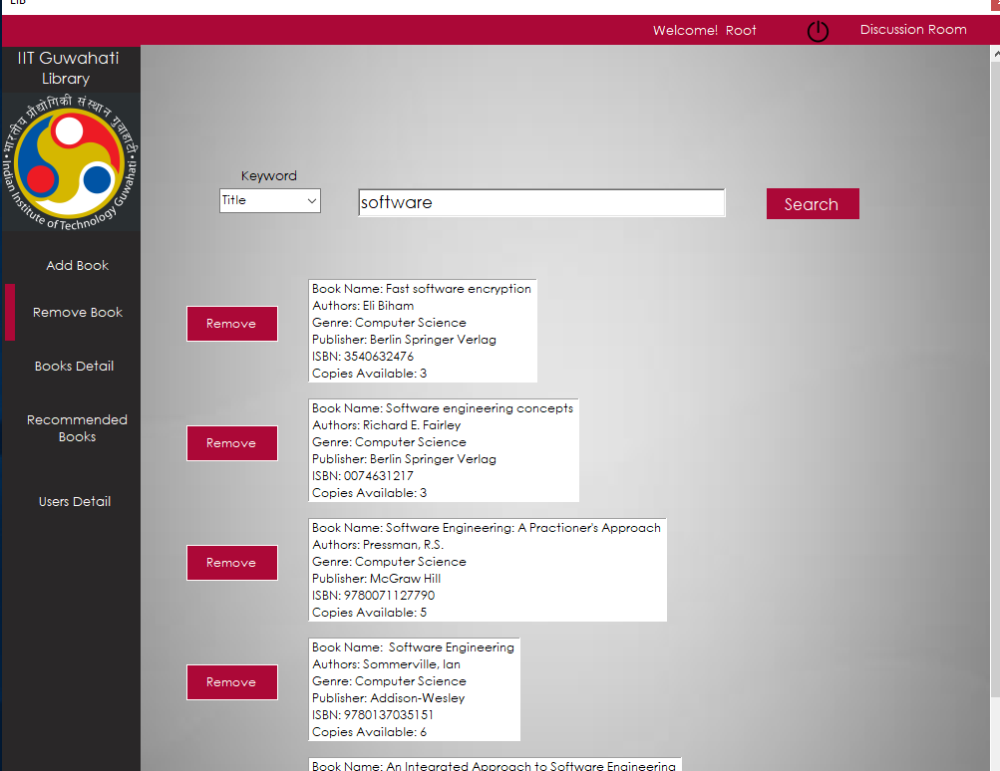 LIB
Welcome! Root
Discussion Room
IIT Guwahati
Library
भारतीय प्रौद्योगिकी संस्थान गुवाहाटी
Indian Institute of Technology Guwahati
Keyword
Title
software
Search
Add Book
Remove Book
Books Detail
Recommended
Books
Users Detail
Remove
Book Name: Fast software encryption
Authors: Eli Biham
Genre: Computer Science
Publisher: Berlin Springer Verlag
ISBN: 3540632476
Copies Available: 3
Remove
Book Name: Software engineering concepts
Authors: Richard E. Fairley
Genre: Computer Science
Publisher: Berlin Springer Verlag
ISBN: 0074631217
Copies Available: 3
Remove
Book Name: Software Engineering: A Practioner's Approach
Authors: Pressman, R.S.
Genre: Computer Science
Publisher: McGraw Hill
ISBN: 9780071127790
Copies Available: 5
Remove
Book Name:  Software Engineering
Authors: Sommerville, Ian
Genre: Computer Science
Publisher: Addison-Wesley
ISBN: 9780137035151
Copies Available: 6
Book Name: An Integrated Approach to Software Engineering